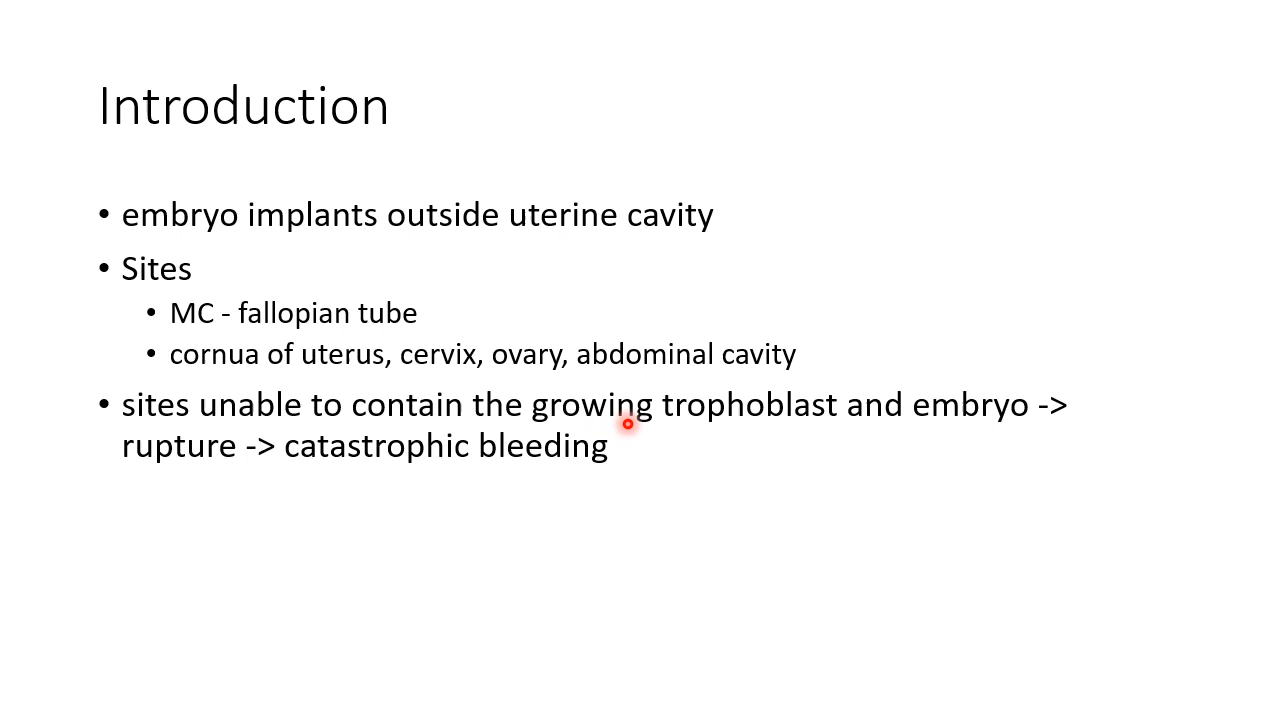 Introduction
• embryo implants outside uterine cavity
• Sites
• MC - fallopian tube
• cornua of uterus, cervix, ovary, abdominal cavity
• sites unable to contain the growing trophoblast and embryo ->
rupture -> catastrophic bleeding